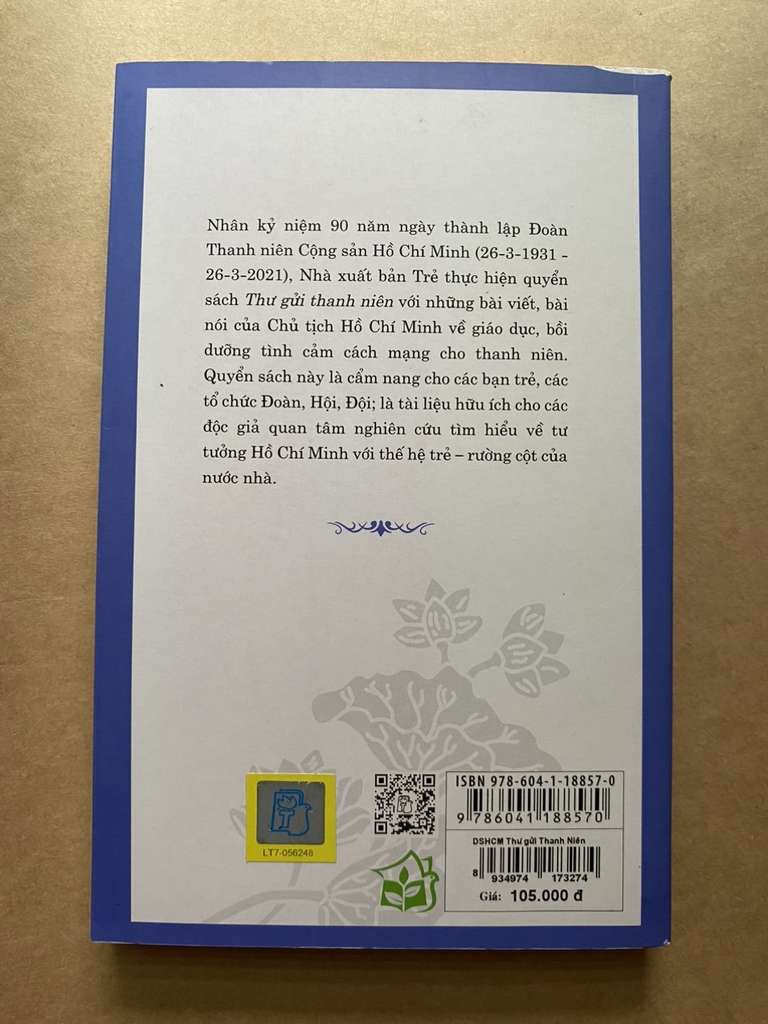 Nhân kỷ niệm 90 năm ngày thành lập Đoàn
Thanh niên Cộng sản Hồ Chí Minh (26-3-1931 -
26-3-2021), Nhà xuất bản Trẻ thực hiện quyển
sách Thư gửi thanh niên với những bài viết, bài
nói của Chủ tịch Hồ Chí Minh về giáo dục, bồi
dưỡng tình cảm cách mạng cho thanh niên.
Quyển sách này là cẩm nang cho các bạn trẻ, các
tổ chức Đoàn, Hội, Đội; là tài liệu hữu ích cho các
độc giả quan tâm nghiên cứu tìm hiểu về tư
tưởng Hồ Chí Minh với thế hệ trẻ – rường cột của
nước nhà.
LT7-056248
ISBN 978-604-1-18857-0
9 786041 188570
DSHCM Thư gửi Thanh Niên
8 934974 173274
Giá: 105.000 đ